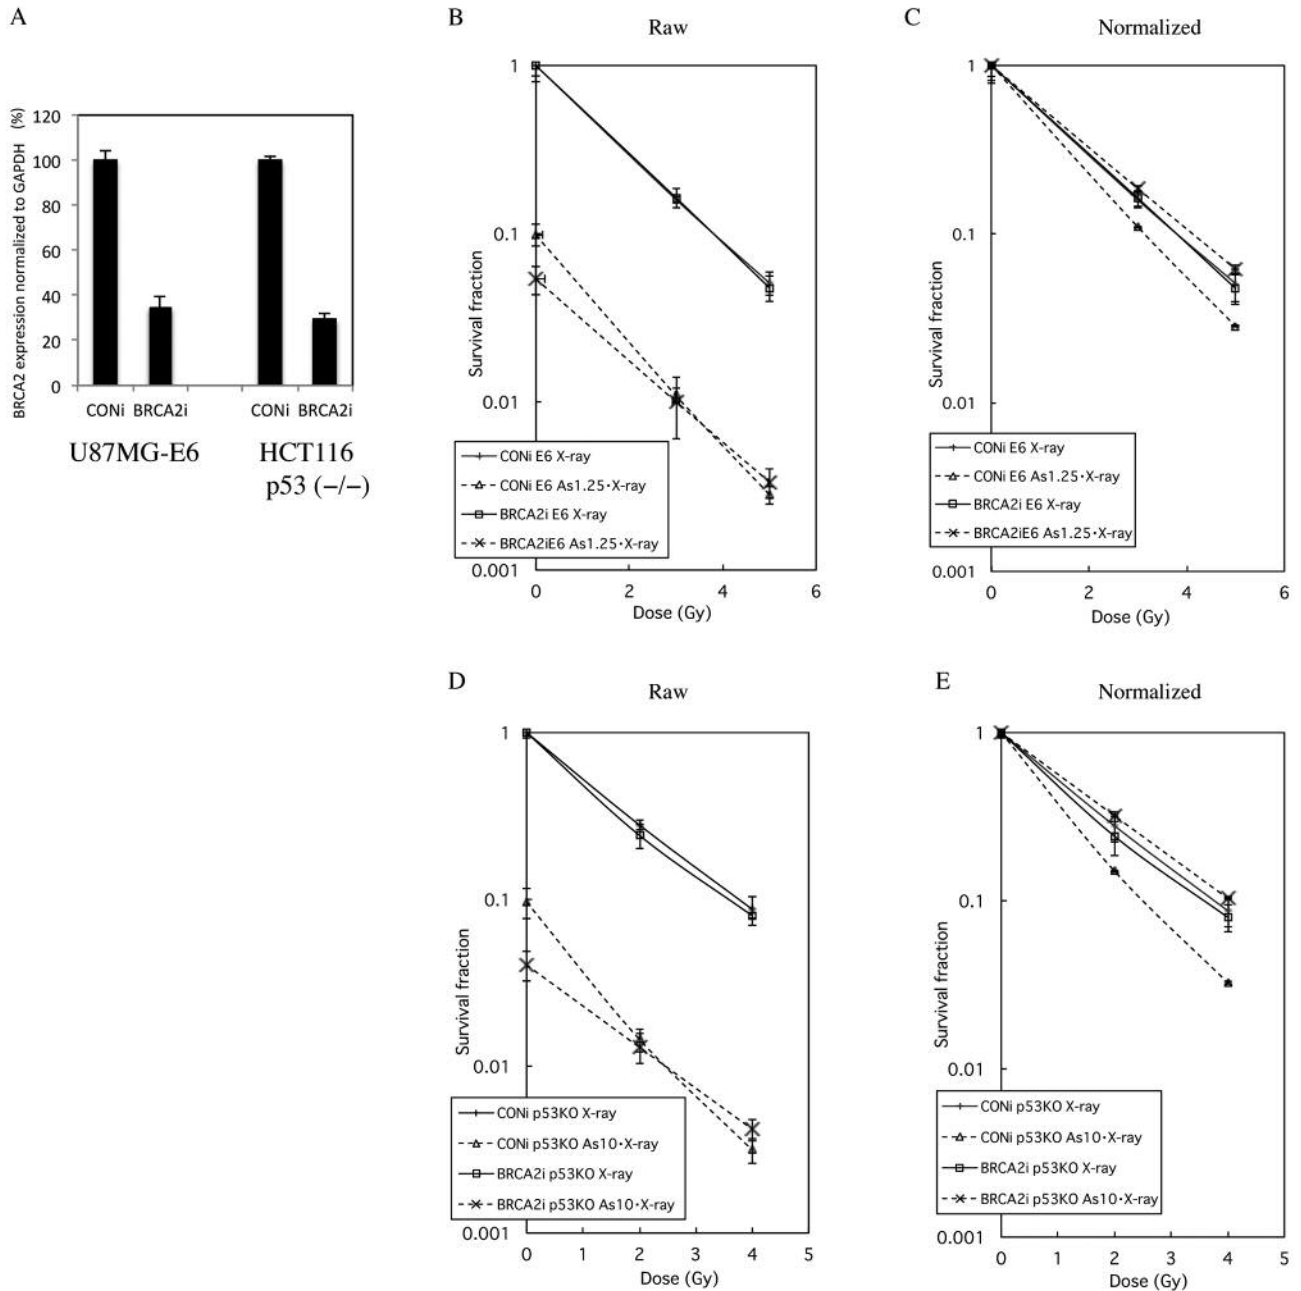 A
BRCA2 expression normalized to GAPDH (%)
120
100
80
60
40
20
0
CONi BRCA2i
CONi BRCA2i
U87MG-E6
HCT116
p53 (−/−)
B
Raw
1
0.1
0.01
0.001
Survival fraction
CONi E6 X-ray
CONi E6 As1.25・X-ray
BRCA2i E6 X-ray
BRCA2iE6 As1.25・X-ray
0 2 4 6
Dose (Gy)
C
Normalized
1
0.1
0.01
0.001
Survival fraction
CONi E6 X-ray
CONi E6 As1.25・X-ray
BRCA2i E6 X-ray
BRCA2iE6 As1.25・X-ray
0 2 4 6
Dose (Gy)
D
Raw
1
0.1
0.01
0.001
Survival fraction
CONi p53KO X-ray
CONi p53KO As10・X-ray
BRCA2i p53KO X-ray
BRCA2i p53KO As10・X-ray
0 1 2 3 4 5
Dose (Gy)
E
Normalized
1
0.1
0.01
0.001
Survival fraction
CONi p53KO X-ray
CONi p53KO As10・X-ray
BRCA2i p53KO X-ray
BRCA2i p53KO As10・X-ray
0 1 2 3 4 5
Dose (Gy)